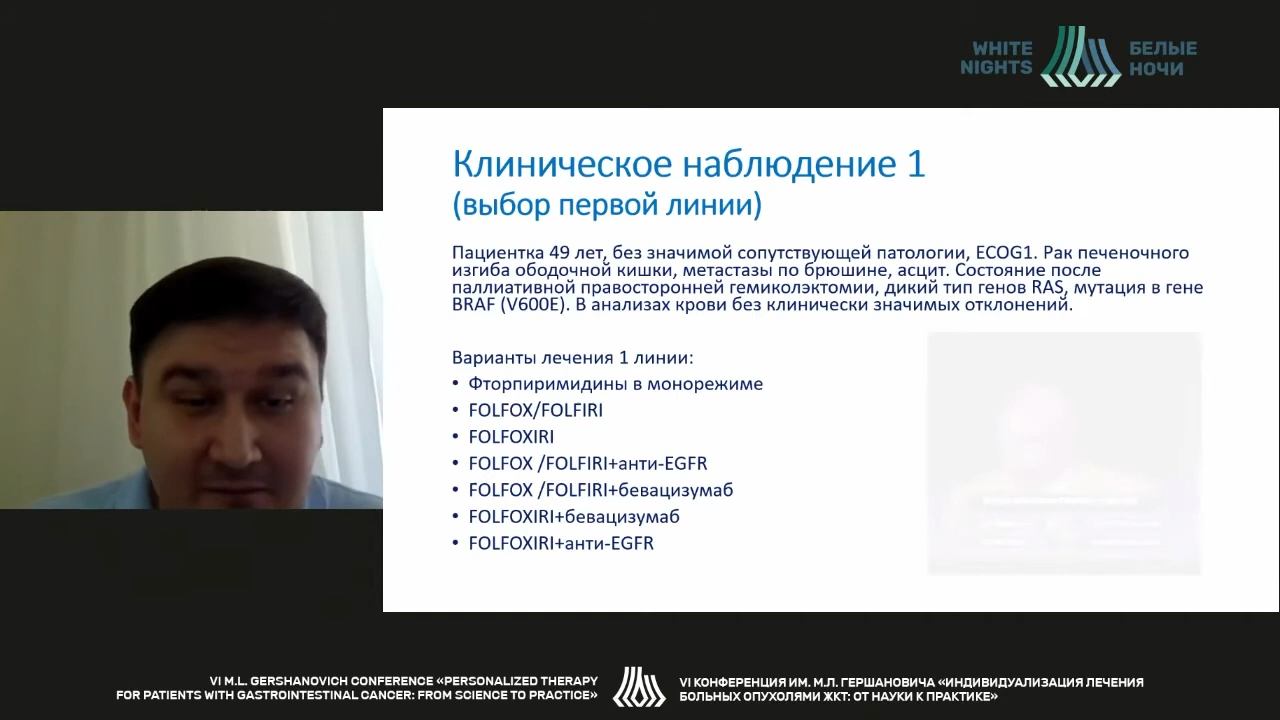 WHITE
NIGHTS
БЕЛЫЕ
НОЧИ
Клиническое наблюдение 1
(выбор первой линии)
Пациентка 49 лет, без значимой сопутствующей патологии, ECOG1. Рак печеночного
изгиба ободочной кишки, метастазы по брюшине, асцит. Состояние после
паллиативной правосторонней гемиколэктомии, дикий тип генов RAS, мутация в гене
BRAF (V600E). В анализах крови без клинически значимых отклонений.
Варианты лечения 1 линии:
• Фторпиримидины в монорежиме
• FOLFOX/FOLFIRI
• FOLFOXIRI
• FOLFOX /FOLFIRI+анти-EGFR
• FOLFOX /FOLFIRI+бевацизумаб
• FOLFOXIRI+бевацизумаб
• FOLFOXIRI+анти-EGFR
VI M.L. GERSHANOVICH CONFERENCE «PERSONALIZED THERAPY
FOR PATIENTS WITH GASTROINTESTINAL CANCER: FROM SCIENCE TO PRACTICE»
VI КОНФЕРЕНЦИЯ ИМ. М.Л. ГЕРШАНОВИЧА «ИНДИВИДУАЛИЗАЦИЯ ЛЕЧЕНИЯ
БОЛЬНЫХ ОПУХОЛЯМИ ЖКТ: ОТ НАУКИ К ПРАКТИКЕ»